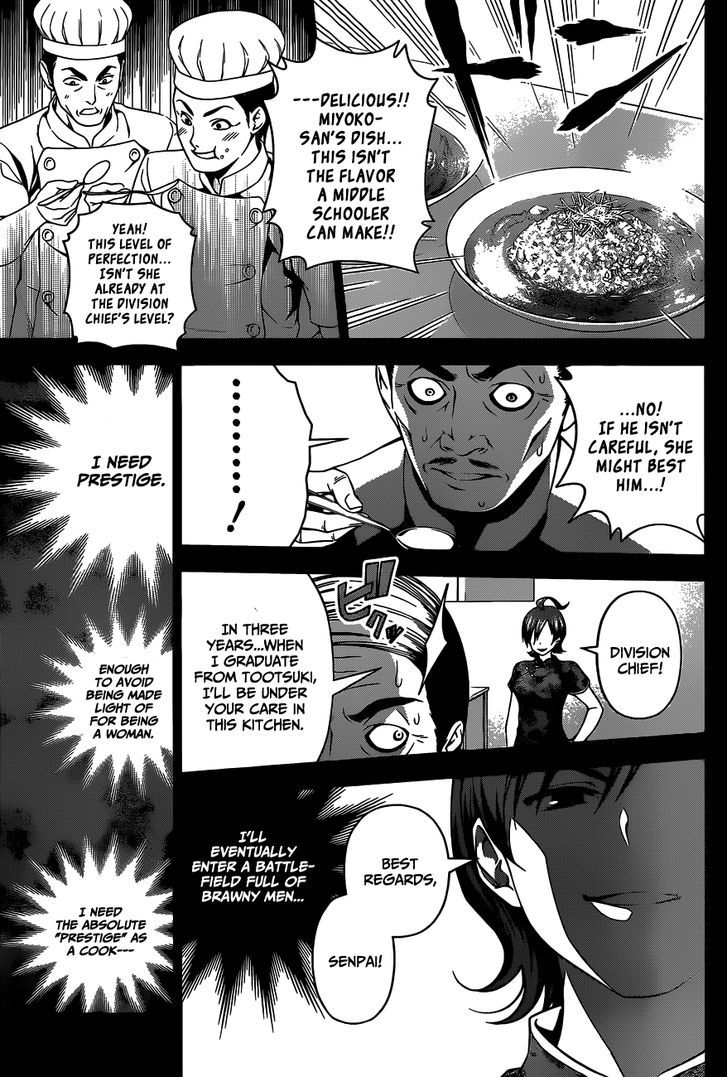 ---DELICIOUS!!
MIYOKO-
SAN'S DISH...
THIS ISN'T
THE FLAVOR
A MIDDLE
SCHOOLER
CAN MAKE!!
YEAH!
THIS LEVEL OF
PERFECTION...
ISN'T SHE
ALREADY AT
THE DIVISION
CHIEF'S LEVEL?
...NO!
IF HE ISN'T
CAREFUL, SHE
MIGHT BEST
HIM...!
........!
DIVISION
CHIEF!
ビクッ
IN THREE
YEARS...WHEN
I GRADUATE
FROM TOOTSUKI,
I'LL BE UNDER
YOUR CARE IN
THIS KITCHEN.
BEST
REGARDS,
SENPAI!
I'LL
EVENTUALLY
ENTER A BATTLE-
FIELD FULL OF
BRAWNY MEN...
I NEED
PRESTIGE.
ENOUGH
TO AVOID
BEING MADE
LIGHT OF
FOR BEING
A WOMAN.
I NEED
THE ABSOLUTE
"PRESTIGE" AS
A COOK---